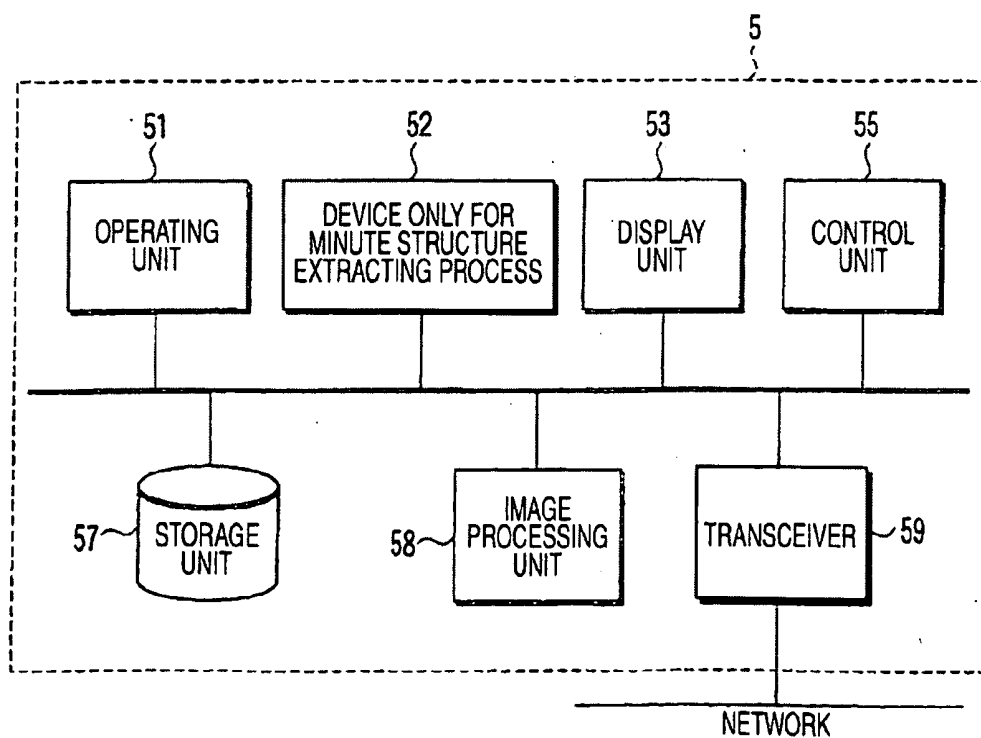 5
51
52
53
55
OPERATING
UNIT
DEVICE ONLY FOR
MINUTE STRUCTURE
EXTRACTING PROCESS
DISPLAY
UNIT
CONTROL
UNIT
57
STORAGE
UNIT
58
IMAGE
PROCESSING
UNIT
TRANSCEIVER
59
NETWORK